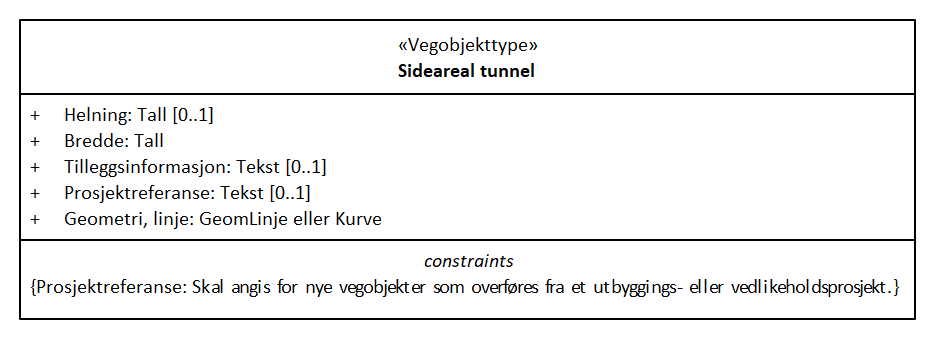 «Vegobjekttype»
Sideareal tunnel
+ Helning: Tall [0..1]
+ Bredde: Tall
+ Tilleggsinformasjon: Tekst [0..1]
+ Prosjektreferanse: Tekst [0..1]
+ Geometri, linje: GeomLinje eller Kurve
constraints
{Prosjektreferanse: Skal angis for nye vegobjekter som overføres fra et utbyggings- eller vedlikeholdsprosjekt.}